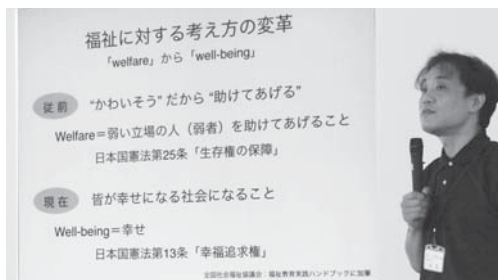 福祉に対する考え方の変革
「welfare」から「well-being」
従前 “かわいそう”だから“助けてあげる”
Welfare＝弱い立場の人（弱者）を助けてあげること
日本国憲法第25条「生存権の保障」
現在 皆が幸せになる社会になること
Well-being＝幸せ
日本国憲法第13条「幸福追求権」
全国社会福祉協議会：福祉教育実践ハンドブックに加筆